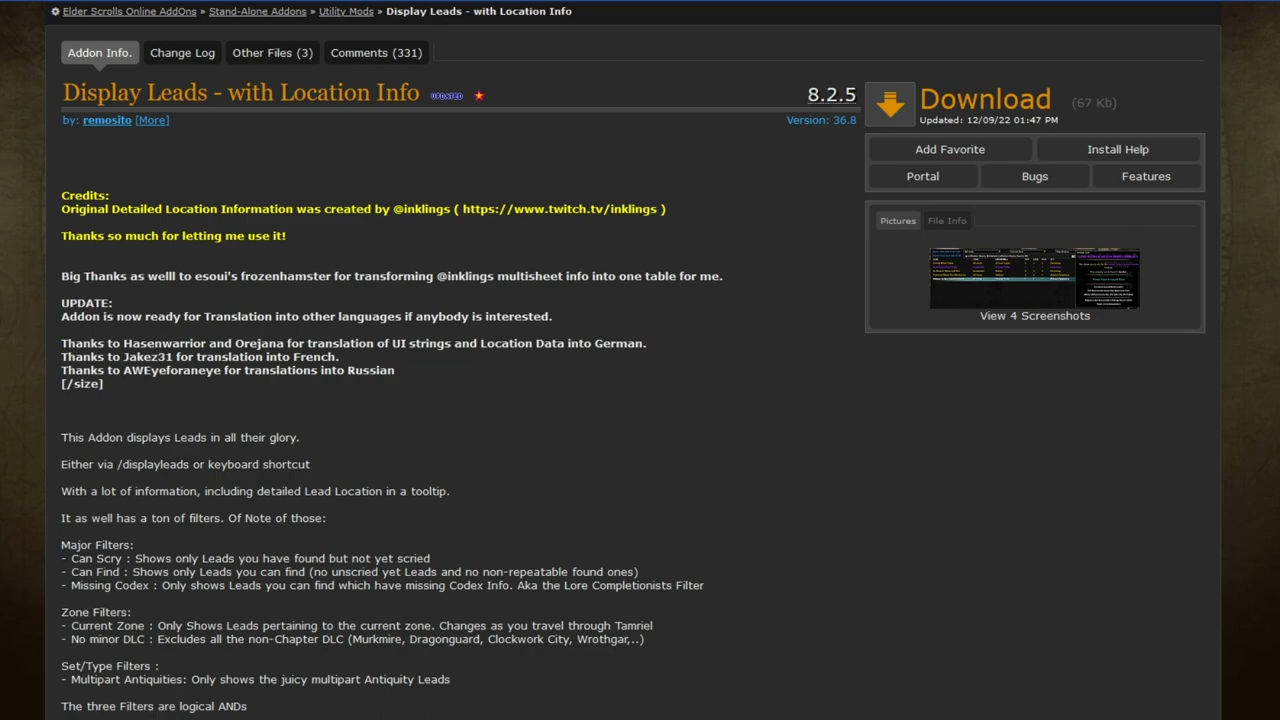 Elder Scrolls Online AddOns » Stand-Alone Addons » Utility Mods » Display Leads - with Location Info
Addon Info.
Change Log
Other Files (3)
Comments (331)
Display Leads - with Location Info
UPDATED
8.2.5
by: remosito [More]
Version: 36.8
Download (67 Kb)
Updated: 12/09/22 01:47 PM
Add Favorite
Install Help
Portal
Bugs
Features
Pictures
File Info
View 4 Screenshots
Credits:
Original Detailed Location Information was created by @inklings ( https://www.twitch.tv/inklings )
Thanks so much for letting me use it!
Big Thanks as welll to esoui's frozenhamster for Transforming @inklings multisheet info into one table for me.
UPDATE:
Addon is now ready for Translation into other languages if anybody is interested.
Thanks to Hasenwarrior and Orejana for translation of UI strings and Location Data into German.
Thanks to Jakez31 for translation into French.
Thanks to AWEyeforaneye for translations into Russian
[/size]
This Addon displays Leads in all their glory.
Either via /displayleads or keyboard shortcut
With a lot of information, including detailed Lead Location in a tooltip.
It as well has a ton of filters. Of Note of those:
Major Filters:
- Can Scry : Shows only Leads you have found but not yet scried
- Can Find : Shows only Leads you can find (no unscried yet Leads and no non-repeatable found ones)
- Missing Codex : Only shows Leads you can find which have missing Codex Info. Aka the Lore Completionists Filter
Zone Filters:
- Current Zone : Only Shows Leads pertaining to the current zone. Changes as you travel through Tamriel
- No minor DLC : Excludes all the non-Chapter DLC (Murkmire, Dragonguard, Clockwork City, Wrothgar,..)
Set/Type Filters :
- Multipart Antiquities: Only shows the juicy multipart Antiquity Leads
The three Filters are logical ANDs